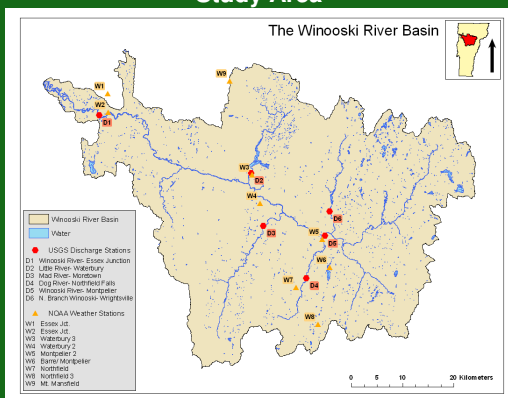 Study Area
The Winooski River Basin
W9
W1
W2
D1
W3
D2
W4
D6
D3
W5
D5
W6
W7
D4
W8
Winooski River Basin
Water
USGS Discharge Stations
D1 Winooski River- Essex Junction
D2 Little River- Waterbury
D3 Mad River- Moretown
D4 Dog River- Northfield Falls
D5 Winooski River- Montpelier
D6 N. Branch Winooski- Wrightsville
NOAA Weather Stations
W1 Essex Jct.
W2 Essex Jct.
W3 Waterbury 3
W4 Waterbury 2
W5 Montpelier 2
W6 Barre/ Montpelier
W7 Northfield
W8 Northfield 3
W9 Mt. Mansfield
0 5 10 20 Kilometers